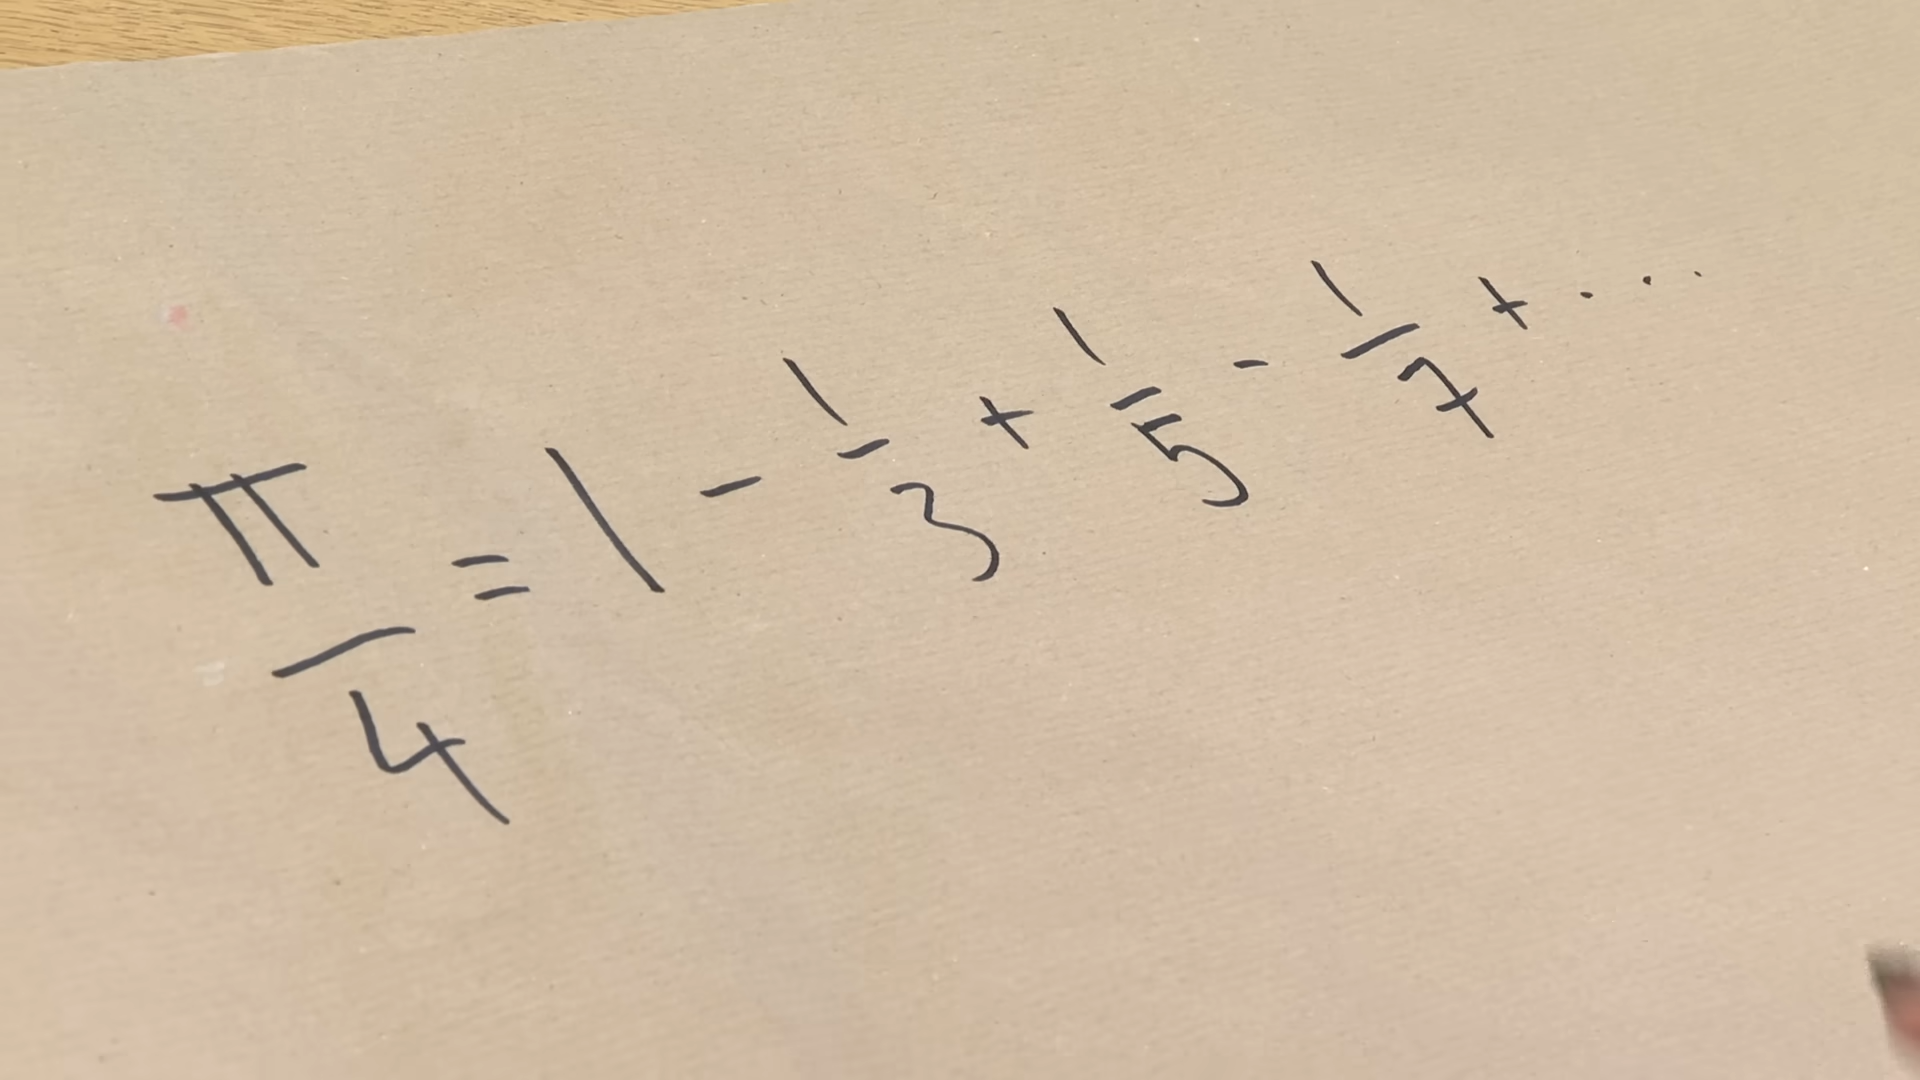 π/4 = 1 - 1/3 + 1/5 - 1/7 + ...